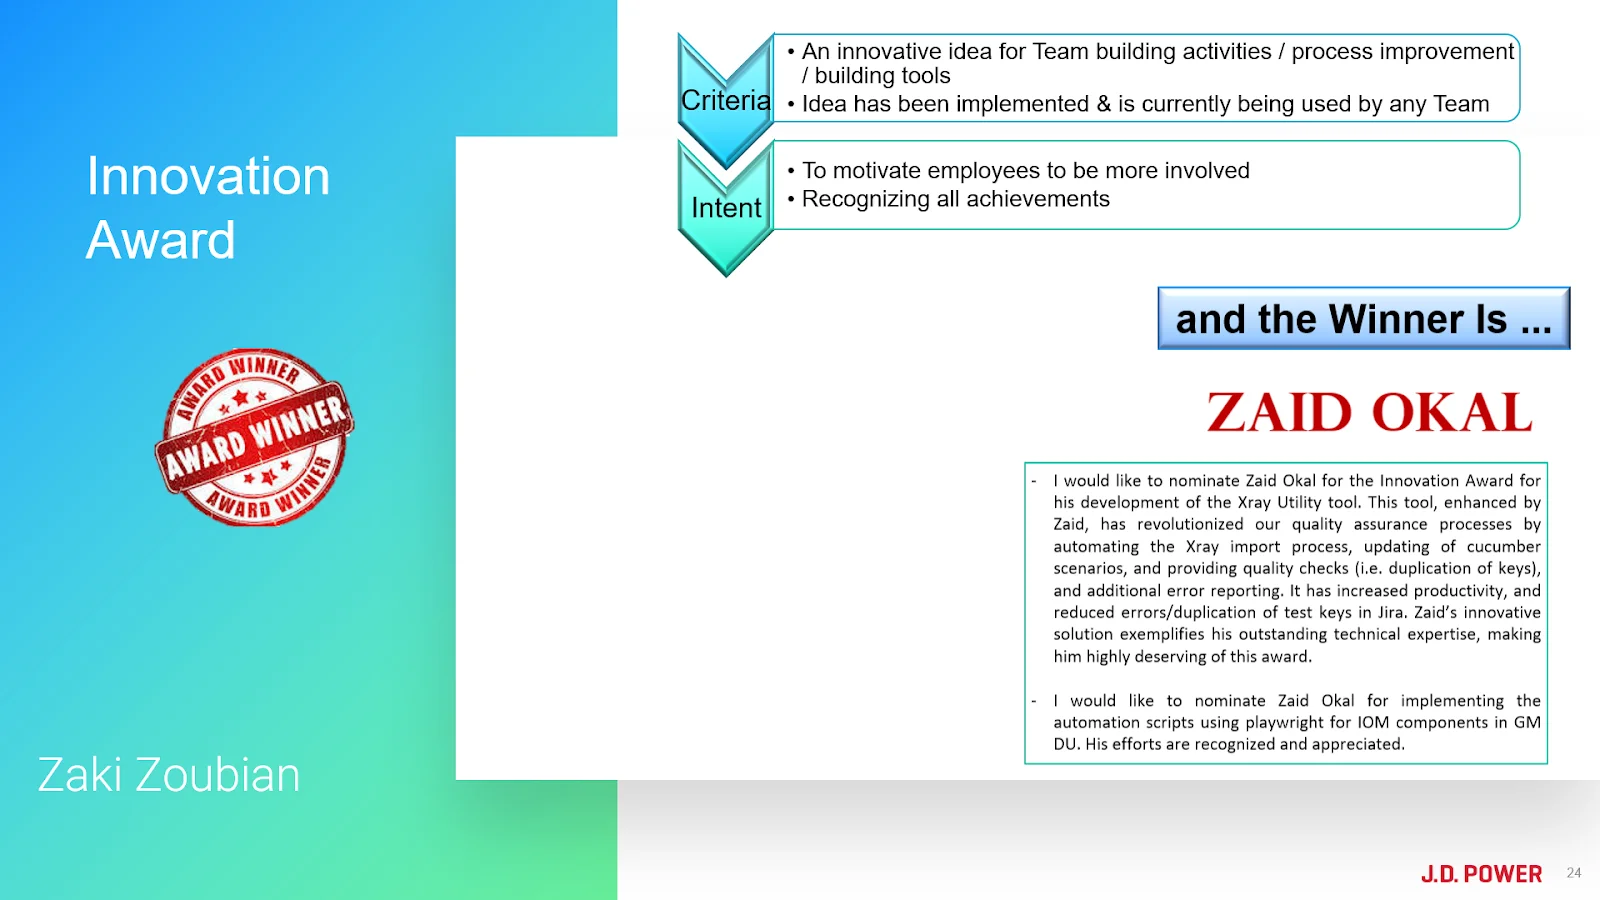 Innovation
Award
AWARD WINNER
AWARD WINNER
AWARD WINNER
Zaki Zoubian
Criteria
• An innovative idea for Team building activities / process improvement
/ building tools
• Idea has been implemented & is currently being used by any Team
Intent
• To motivate employees to be more involved
• Recognizing all achievements
and the Winner Is ...
ZAID OKAL
- I would like to nominate Zaid Okal for the Innovation Award for
his development of the Xray Utility tool. This tool, enhanced by
Zaid, has revolutionized our quality assurance processes by
automating the Xray import process, updating of cucumber
scenarios, and providing quality checks (i.e. duplication of keys),
and additional error reporting. It has increased productivity, and
reduced errors/duplication of test keys in Jira. Zaid’s innovative
solution exemplifies his outstanding technical expertise, making
him highly deserving of this award.
- I would like to nominate Zaid Okal for implementing the
automation scripts using playwright for IOM components in GM
DU. His efforts are recognized and appreciated.
J.D. POWER
24